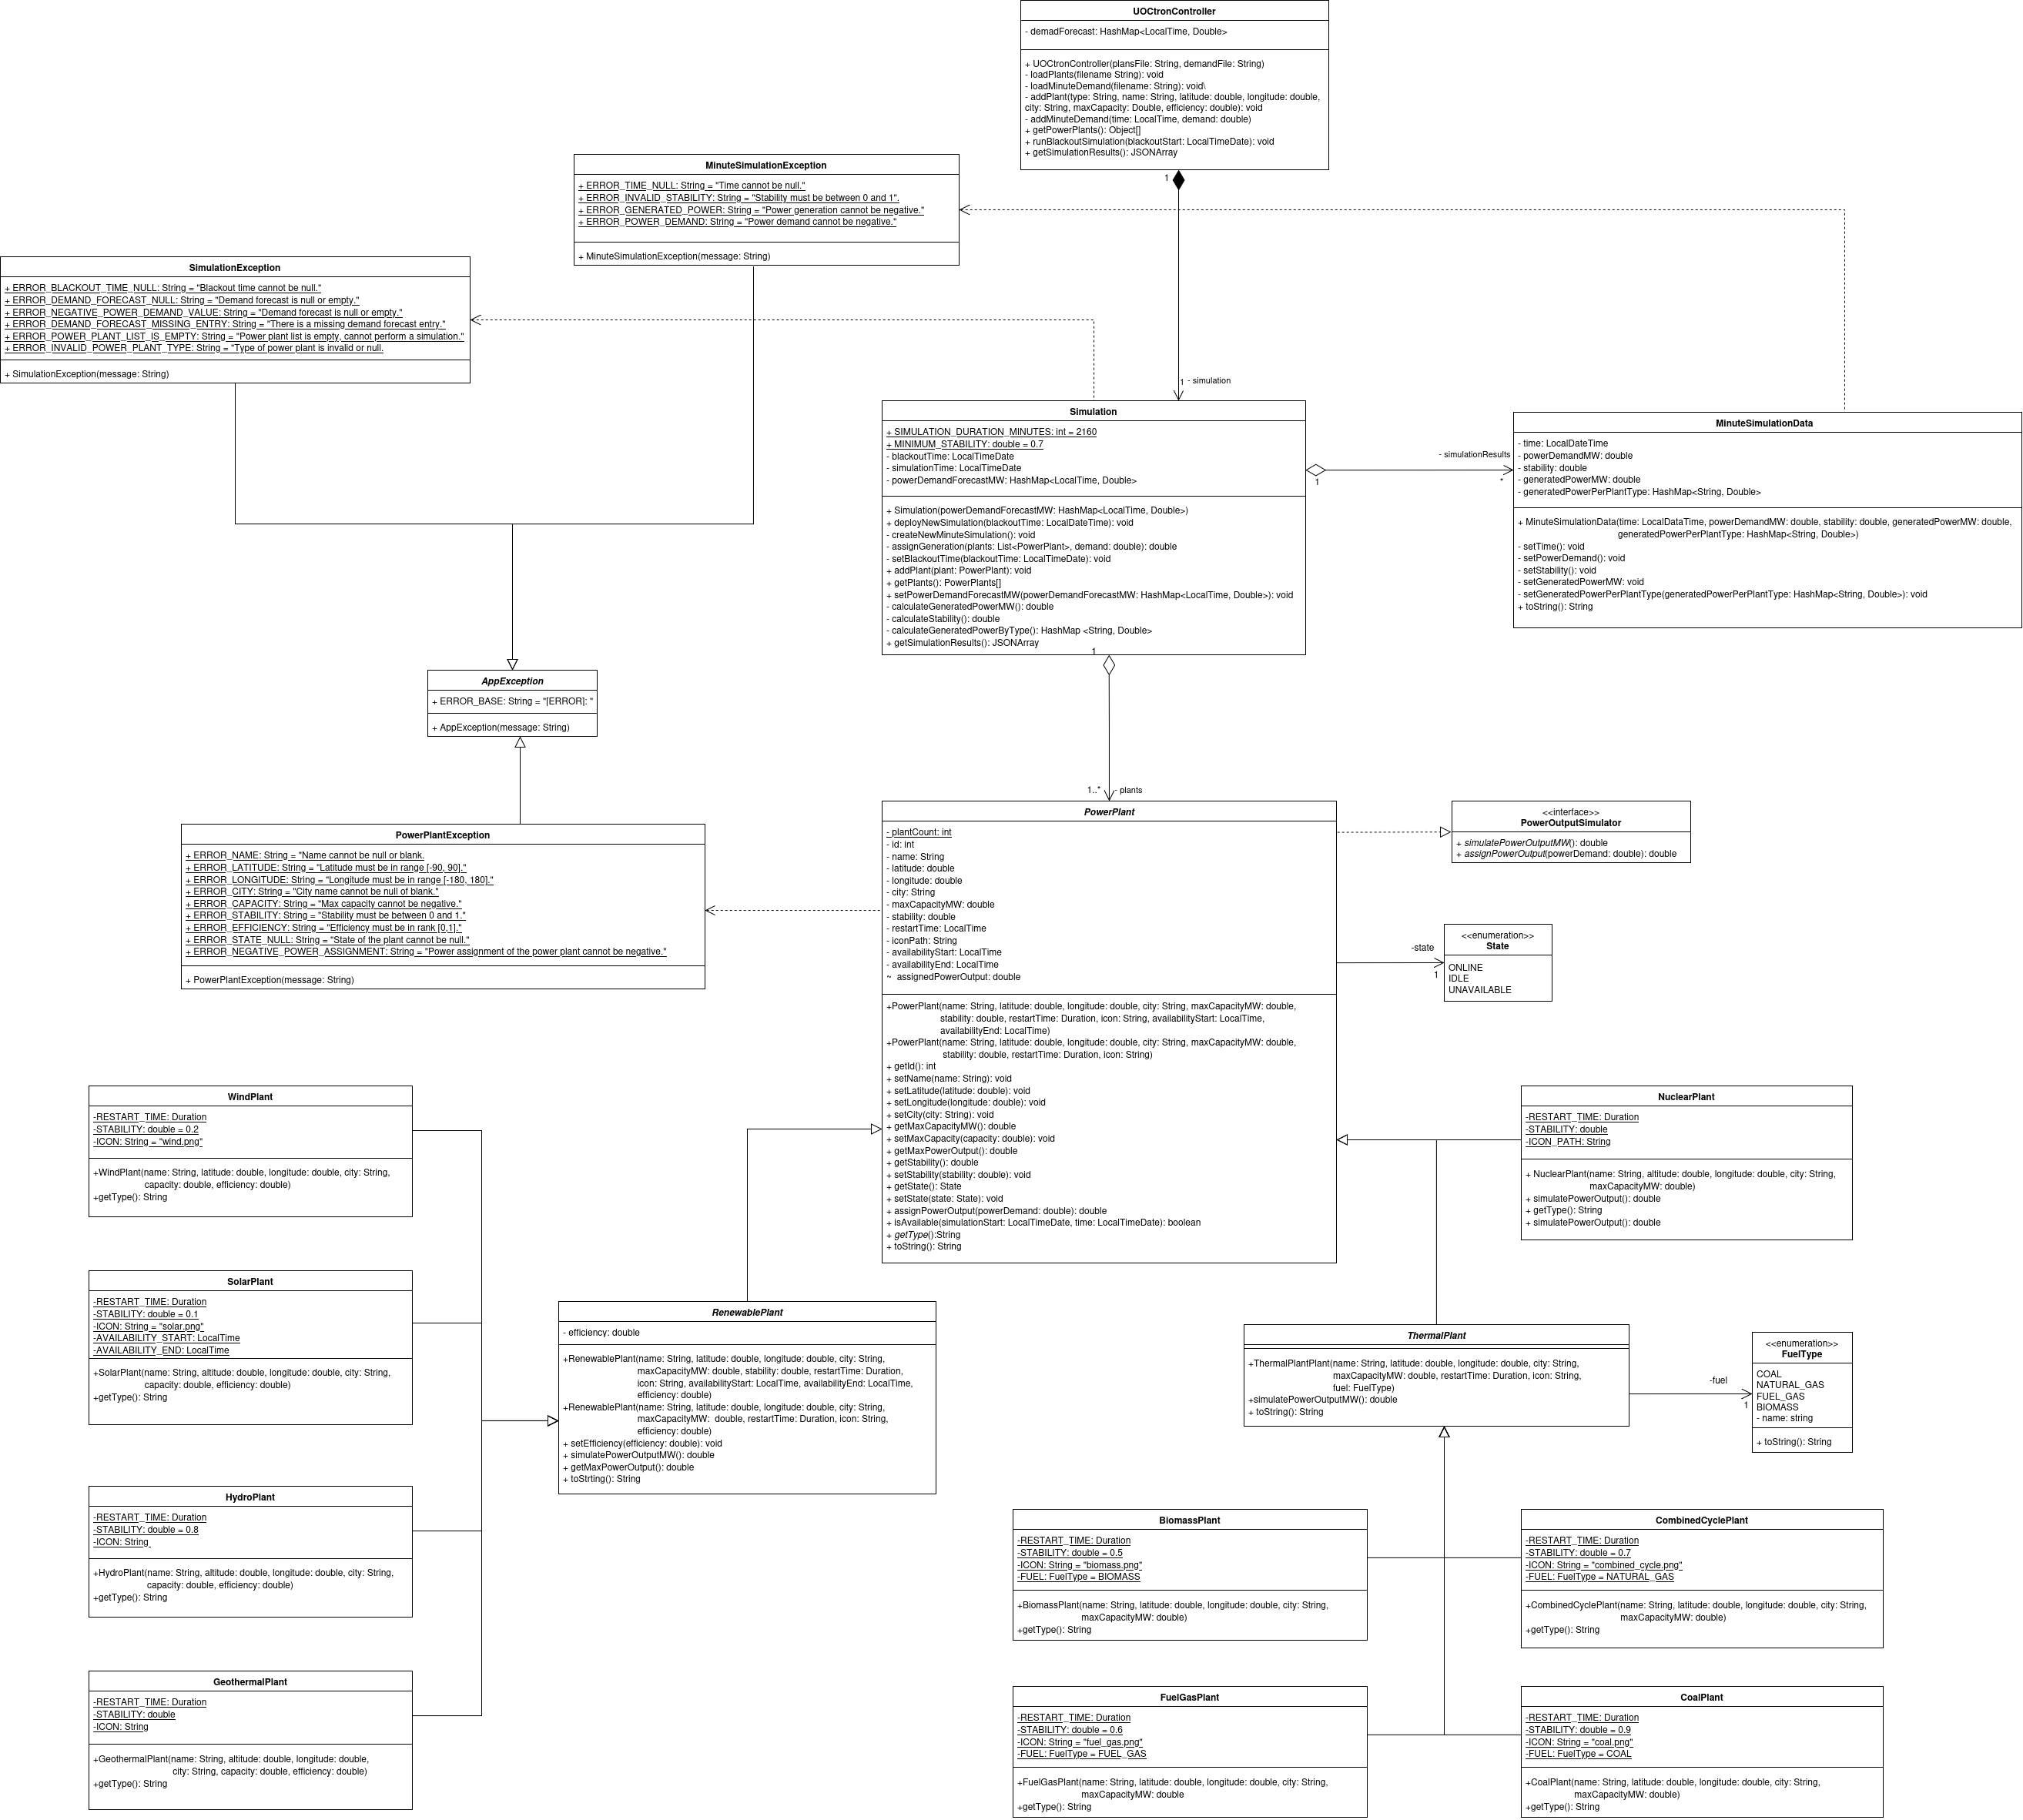 UOCtronController
- demadForecast: HashMap<LocalTime, Double>
+ UOCtronController(plansFile: String, demandFile: String)
- loadPlants(filename String): void
- loadMinuteDemand(filename: String): void\
- addPlant(type: String, name: String, latitude: double, longitude: double,
city: String, maxCapacity: Double, efficiency: double): void
- addMinuteDemand(time: LocalTime, demand: double)
+ getPowerPlants(): Object[]
+ runBlackoutSimulation(blackoutStart: LocalTimeDate): void
+ getSimulationResults(): JSONArray
1
MinuteSimulationException
+ ERROR_TIME_NULL: String = "Time cannot be null."
+ ERROR_INVALID_STABILITY: String = "Stability must be between 0 and 1".
+ ERROR_GENERATED_POWER: String = "Power generation cannot be negative."
+ ERROR_POWER_DEMAND: String = "Power demand cannot be negative."
+ MinuteSimulationException(message: String)
SimulationException
+ ERROR_BLACKOUT_TIME_NULL: String = "Blackout time cannot be null."
+ ERROR_DEMAND_FORECAST_NULL: String = "Demand forecast is null or empty."
+ ERROR_NEGATIVE_POWER_DEMAND_VALUE: String = "Demand forecast is null or empty."
+ ERROR_DEMAND_FORECAST_MISSING_ENTRY: String = "There is a missing demand forecast entry."
+ ERROR_POWER_PLANT_LIST_IS_EMPTY: String = "Power plant list is empty, cannot perform a simulation."
+ ERROR_INVALID_POWER_PLANT_TYPE: String = "Type of power plant is invalid or null.
+ SimulationException(message: String)
1 - simulation
Simulation
+ SIMULATION_DURATION_MINUTES: int = 2160
+ MINIMUM_STABILITY: double = 0.7
- blackoutTime: LocalTimeDate
- simulationTime: LocalTimeDate
- powerDemandForecastMW: HashMap<LocalTime, Double>
+ Simulation(powerDemandForecastMW: HashMap<LocalTime, Double>)
+ deployNewSimulation(blackoutTime: LocalDateTime): void
- createNewMinuteSimulation(): void
- assignGeneration(plants: List<PowerPlant>, demand: double): double
- setBlackoutTime(blackoutTime: LocalTimeDate): void
+ addPlant(plant: PowerPlant): void
+ getPlants(): PowerPlants[]
+ setPowerDemandForecastMW(powerDemandForecastMW: HashMap<LocalTime, Double>): void
- calculateGeneratedPowerMW(): double
- calculateStability(): double
- calculateGeneratedPowerByType(): HashMap <String, Double>
+ getSimulationResults(): JSONArray
1
- simulationResults
1
*
MinuteSimulationData
- time: LocalDateTime
- powerDemandMW: double
- stability: double
- generatedPowerMW: double
- generatedPowerPerPlantType: HashMap<String, Double>
+ MinuteSimulationData(time: LocalDataTime, powerDemandMW: double, stability: double, generatedPowerMW: double,
generatedPowerPerPlantType: HashMap<String, Double>)
- setTime(): void
- setPowerDemand(): void
- setStability(): void
- setGeneratedPowerMW: void
- setGeneratedPowerPerPlantType(generatedPowerPerPlantType: HashMap<String, Double>): void
+ toString(): String
AppException
+ ERROR_BASE: String = "[ERROR]: "
+ AppException(message: String)
1..* - plants
PowerPlantException
+ ERROR_NAME: String = "Name cannot be null or blank.
+ ERROR_LATITUDE: String = "Latitude must be in range [-90, 90]."
+ ERROR_LONGITUDE: String = "Longitude must be in range [-180, 180]."
+ ERROR_CITY: String = "City name cannot be null of blank."
+ ERROR_CAPACITY: String = "Max capacity cannot be negative."
+ ERROR_STABILITY: String = "Stability must be between 0 and 1."
+ ERROR_EFFICIENCY: String = "Efficiency must be in rank [0,1]."
+ ERROR_STATE_NULL: String = "State of the plant cannot be null."
+ ERROR_NEGATIVE_POWER_ASSIGNMENT: String = "Power assignment of the power plant cannot be negative."
+ PowerPlantException(message: String)
PowerPlant
- plantCount: int
- id: int
- name: String
- latitude: double
- longitude: double
- city: String
- maxCapacityMW: double
- stability: double
- restartTime: LocalTime
- iconPath: String
- availabilityStart: LocalTime
- availabilityEnd: LocalTime
~ assignedPowerOutput: double
+PowerPlant(name: String, latitude: double, longitude: double, city: String, maxCapacityMW: double,
stability: double, restartTime: Duration, icon: String, availabilityStart: LocalTime,
availabilityEnd: LocalTime)
+PowerPlant(name: String, latitude: double, longitude: double, city: String, maxCapacityMW: double,
stability: double, restartTime: Duration, icon: String)
+ getId(): int
+ setName(name: String): void
+ setLatitude(latitude: double): void
+ setLongitude(longitude: double): void
+ setCity(city: String): void
+ getMaxCapacityMW(): double
+ setMaxCapacity(capacity: double): void
+ getMaxPowerOutput(): double
+ getStability(): double
+ setStability(stability: double): void
+ getState(): State
+ setState(state: State): void
+ assignPowerOutput(powerDemand: double): double
+ isAvailable(simulationStart: LocalTimeDate, time: LocalTimeDate): boolean
+ getType():String
+ toString(): String
<<interface>>
PowerOutputSimulator
+ simulatePowerOutputMW(): double
+ assignPowerOutput(powerDemand: double): double
-state
1
<<enumeration>>
State
ONLINE
IDLE
UNAVAILABLE
WindPlant
-RESTART_TIME: Duration
-STABILITY: double = 0.2
-ICON: String = "wind.png"
+WindPlant(name: String, latitude: double, longitude: double, city: String,
capacity: double, efficiency: double)
+getType(): String
NuclearPlant
-RESTART_TIME: Duration
-STABILITY: double
-ICON_PATH: String
+ NuclearPlant(name: String, altitude: double, longitude: double, city: String,
maxCapacityMW: double)
+ simulatePowerOutput(): double
+ getType(): String
+ simulatePowerOutput(): double
SolarPlant
-RESTART_TIME: Duration
-STABILITY: double = 0.1
-ICON: String = "solar.png"
-AVAILABILITY_START: LocalTime
-AVAILABILITY_END: LocalTime
+SolarPlant(name: String, altitude: double, longitude: double, city: String,
capacity: double, efficiency: double)
+getType(): String
RenewablePlant
- efficiency: double
+RenewablePlant(name: String, latitude: double, longitude: double, city: String,
maxCapacityMW: double, stability: double, restartTime: Duration,
icon: String, availabilityStart: LocalTime, availabilityEnd: LocalTime,
efficiency: double)
+RenewablePlant(name: String, latitude: double, longitude: double, city: String,
maxCapacityMW: double, restartTime: Duration, icon: String,
efficiency: double)
+ setEfficiency(efficiency: double): void
+ simulatePowerOutputMW(): double
+ getMaxPowerOutput(): double
+ toStrting(): String
ThermalPlant
+ThermalPlantPlant(name: String, latitude: double, longitude: double, city: String,
maxCapacityMW: double, restartTime: Duration, icon: String,
fuel: FuelType)
+simulatePowerOutputMW(): double
+ toString(): String
-fuel
1
<<enumeration>>
FuelType
COAL
NATURAL_GAS
FUEL_GAS
BIOMASS
- name: string
+ toString(): String
HydroPlant
-RESTART_TIME: Duration
-STABILITY: double = 0.8
-ICON: String
+HydroPlant(name: String, altitude: double, longitude: double, city: String,
capacity: double, efficiency: double)
+getType(): String
BiomassPlant
-RESTART_TIME: Duration
-STABILITY: double = 0.5
-ICON: String = "biomass.png"
-FUEL: FuelType = BIOMASS
+BiomassPlant(name: String, latitude: double, longitude: double, city: String,
maxCapacityMW: double)
+getType(): String
CombinedCyclePlant
-RESTART_TIME: Duration
-STABILITY: double = 0.7
-ICON: String = "combined_cycle.png"
-FUEL: FuelType = NATURAL_GAS
+CombinedCyclePlant(name: String, latitude: double, longitude: double, city: String,
maxCapacityMW: double)
+getType(): String
GeothermalPlant
-RESTART_TIME: Duration
-STABILITY: double
-ICON: String
+GeothermalPlant(name: String, altitude: double, longitude: double,
city: String, capacity: double, efficiency: double)
+getType(): String
FuelGasPlant
-RESTART_TIME: Duration
-STABILITY: double = 0.6
-ICON: String = "fuel_gas.png"
-FUEL: FuelType = FUEL_GAS
+FuelGasPlant(name: String, latitude: double, longitude: double, city: String,
maxCapacityMW: double
+getType(): String
CoalPlant
-RESTART_TIME: Duration
-STABILITY: double = 0.9
-ICON: String = "coal.png"
-FUEL: FuelType = COAL
+CoalPlant(name: String, latitude: double, longitude: double, city: String,
maxCapacityMW: double)
+getType(): String